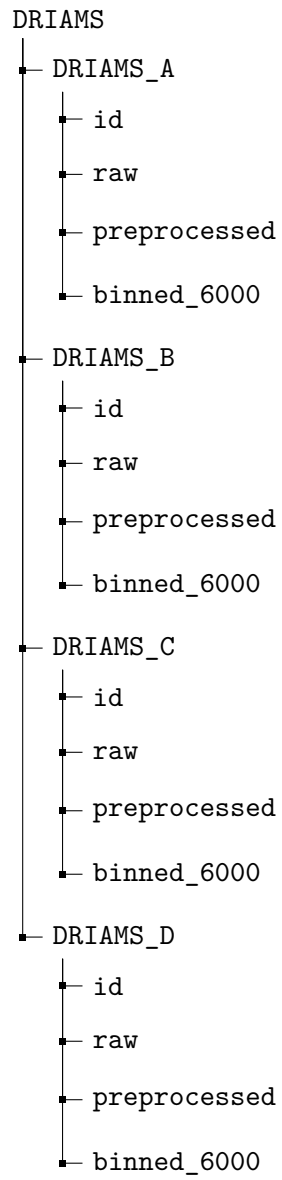 DRIAMS
DRIAMS_A
id
raw
preprocessed
binned_6000
DRIAMS_B
id
raw
preprocessed
binned_6000
DRIAMS_C
id
raw
preprocessed
binned_6000
DRIAMS_D
id
raw
preprocessed
binned_6000